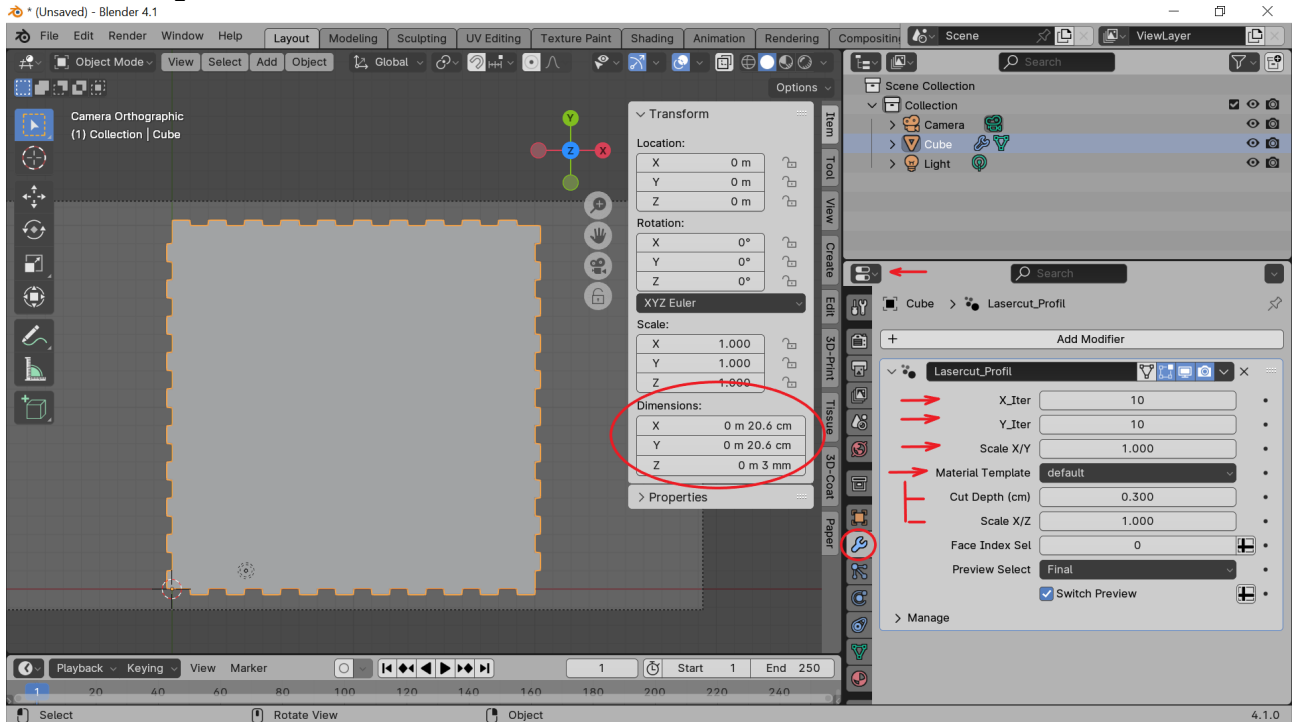 * (Unsaved) - Blender 4.1
File Edit Render Window Help Layout Modeling Sculpting UV Editing Texture Paint Shading Animation Rendering Compositin Scene ViewLayer
Object Mode View Select Add Object Global
Options
Camera Orthographic
(1) Collection | Cube
Y
Z
X
Transform
Location:
X 0 m
Y 0 m
Z 0 m
Rotation:
X 0°
Y 0°
Z 0°
XYZ Euler
Scale:
X 1.000
Y 1.000
Z 1.000
Dimensions:
X 0 m 20.6 cm
Y 0 m 20.6 cm
Z 0 m 3 mm
Properties
Item
Tool
View
Create
Edit
3D-Print
Tissue
3D-Coat
Paper
Search
Scene Collection
Collection
Camera
Cube
Light
Search
Cube > Lasercut_Profil
+ Add Modifier
Lasercut_Profil
X_Iter 10
Y_Iter 10
Scale X/Y 1.000
Material Template default
Cut Depth (cm) 0.300
Scale X/Z 1.000
Face Index Sel 0
Preview Select Final
Switch Preview
Manage
Playback Keying View Marker 1 Start 1 End 250
1 20 40 60 80 100 120 140 160 180 200 220 240
Select Rotate View Object 4.1.0